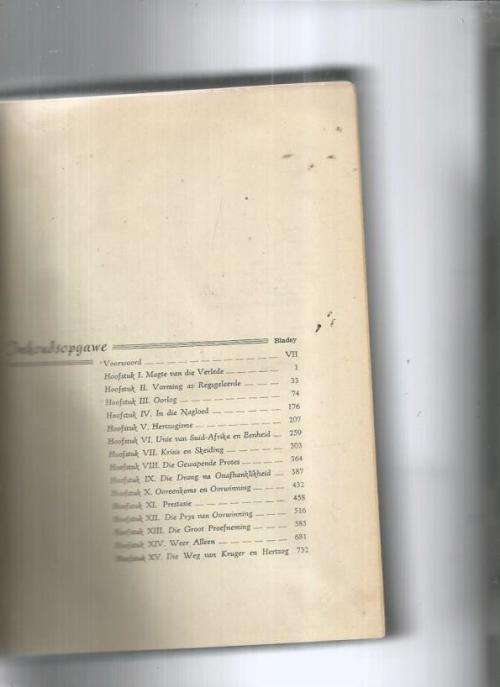 Inhoudsopgawe
Bladsy
Voorwoord VII
Hoofstuk I. Magte van die Verlede 1
Hoofstuk II. Vorming as Regsgeleerde 33
Hoofstuk III. Oorlog 74
Hoofstuk IV. In die Nagloed 176
Hoofstuk V. Hertzogisme 207
Hoofstuk VI. Unie van Suid-Afrika en Eenheid 259
Hoofstuk VII. Krisis en Skeiding 303
Hoofstuk VIII. Die Gewapende Protes 364
Hoofstuk IX. Die Drang na Onafhanklikheid 387
Hoofstuk X. Ooreenkoms en Oorwinning 432
Hoofstuk XI. Prestasie 458
Hoofstuk XII. Die Prys van Oorwinning 516
Hoofstuk XIII. Die Groot Proefneming 583
Hoofstuk XIV. Weer Alleen 681
Hoofstuk XV. Die Weg van Kruger en Hertzog 752